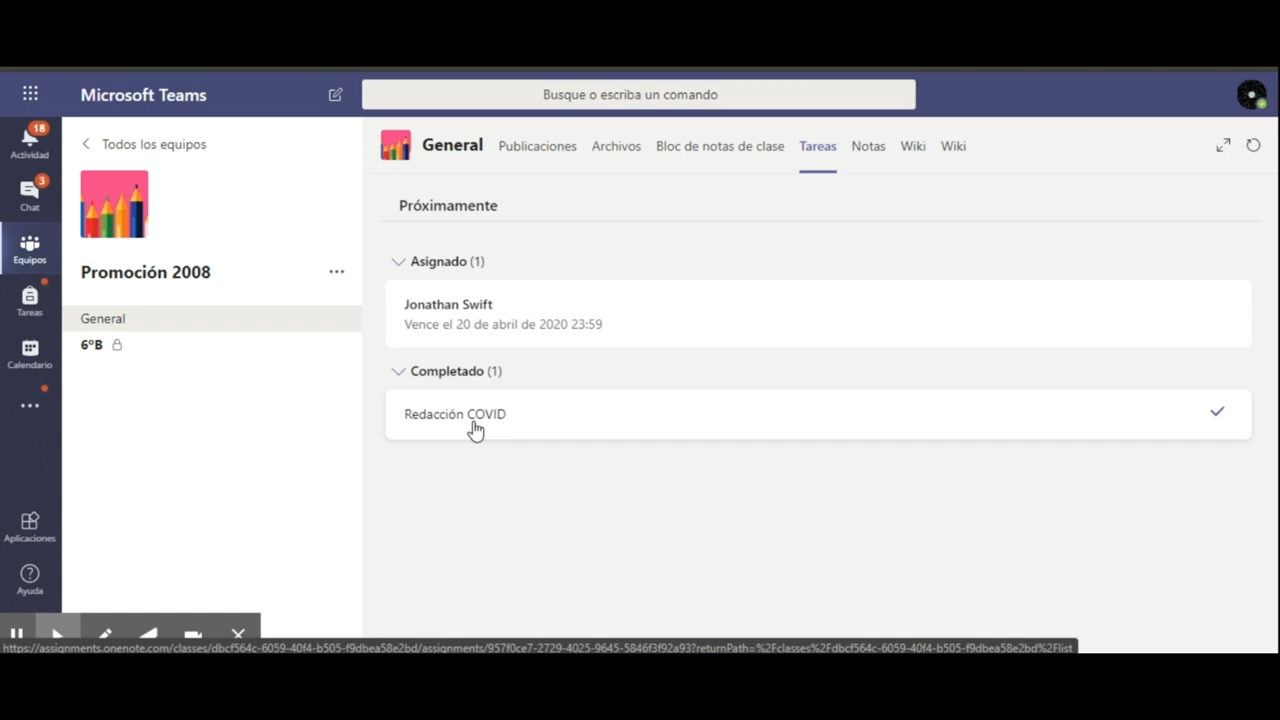 Microsoft Teams
Busque o escriba un comando
18
Actividad
3
Chat
Equipos
Tareas
Calendario
Aplicaciones
Ayuda
Todos los equipos
Promoción 2008
General
6ºB
General Publicaciones Archivos Bloc de notas de clase Tareas Notas Wiki Wiki
Próximamente
Asignado (1)
Jonathan Swift
Vence el 20 de abril de 2020 23:59
Completado (1)
Redacción COVID
https://assignments.onenote.com/classes/dbcf564c-6059-40f4-b505-f9dbea58e2bd/assignments/957f0ce7-2729-4025-9645-5846f3f92a93?returnPath=%2Fclasses%2Fdbcf564c-6059-40f4-b505-f9dbea58e2bd%2Flist